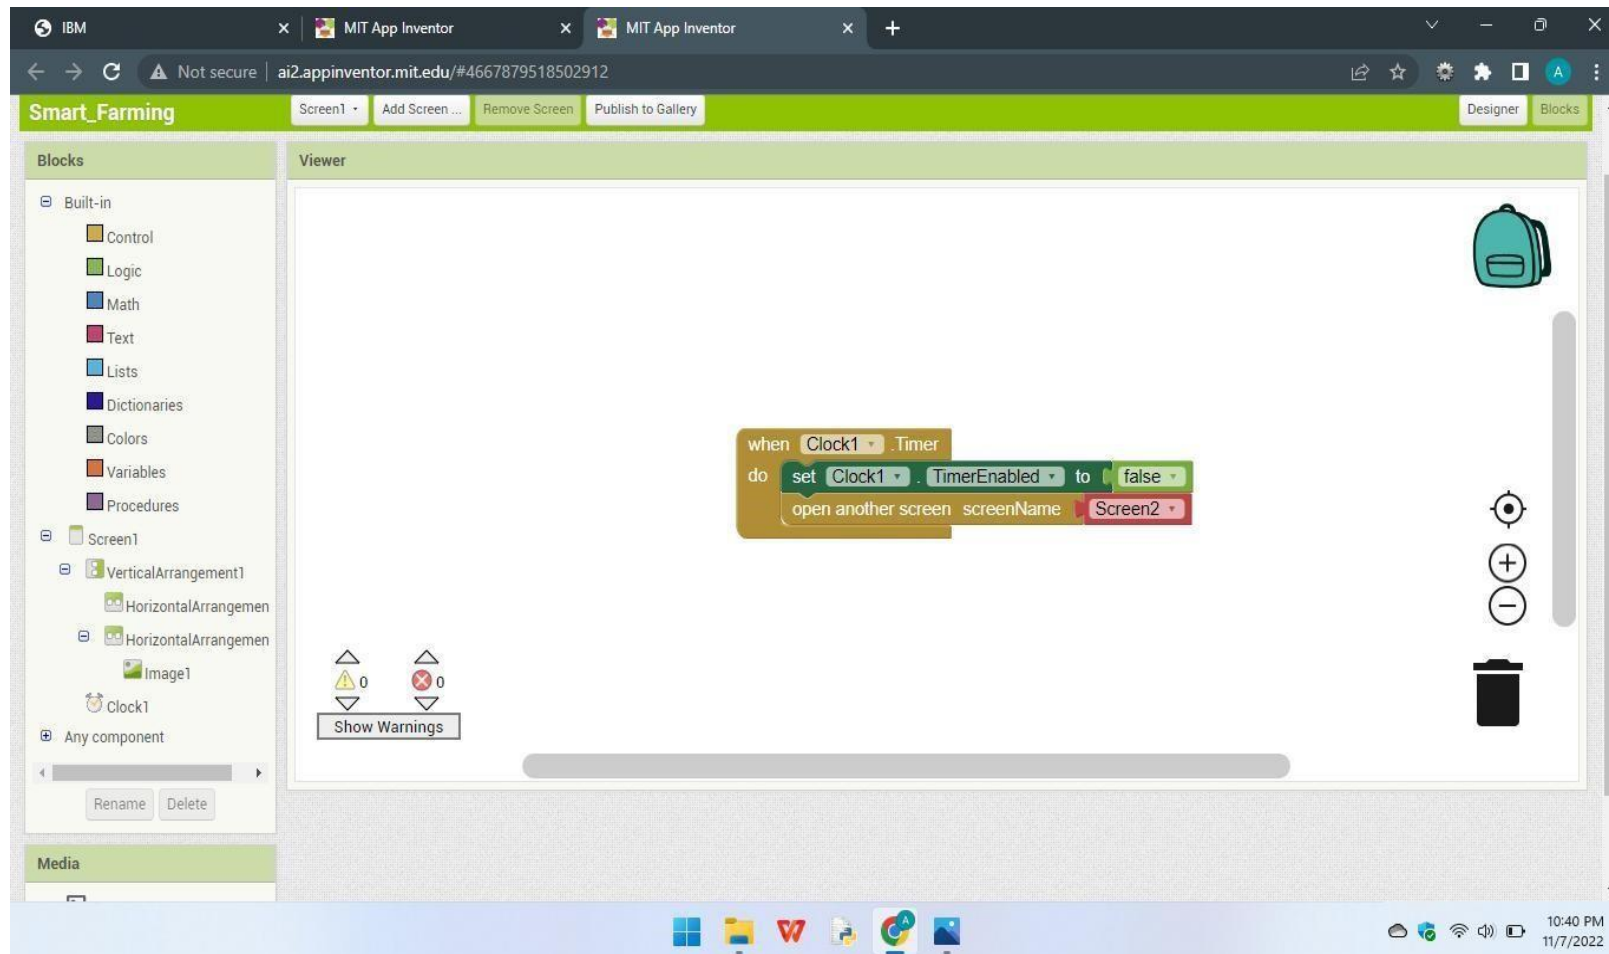 IBM
MIT App Inventor
MIT App Inventor
Not secure | ai2.appinventor.mit.edu/#4667879518502912
A
Smart_Farming
Screen1
Add Screen ...
Remove Screen
Publish to Gallery
Designer
Blocks
Blocks
Viewer
Built-in
Control
Logic
Math
Text
Lists
Dictionaries
Colors
Variables
Procedures
Screen1
VerticalArrangement1
HorizontalArrangemen
HorizontalArrangemen
Image1
Clock1
Any component
Rename
Delete
when Clock1 .Timer
do set Clock1 . TimerEnabled to false
open another screen screenName Screen2
0
0
Show Warnings
Media
W
A
10:40 PM
11/7/2022